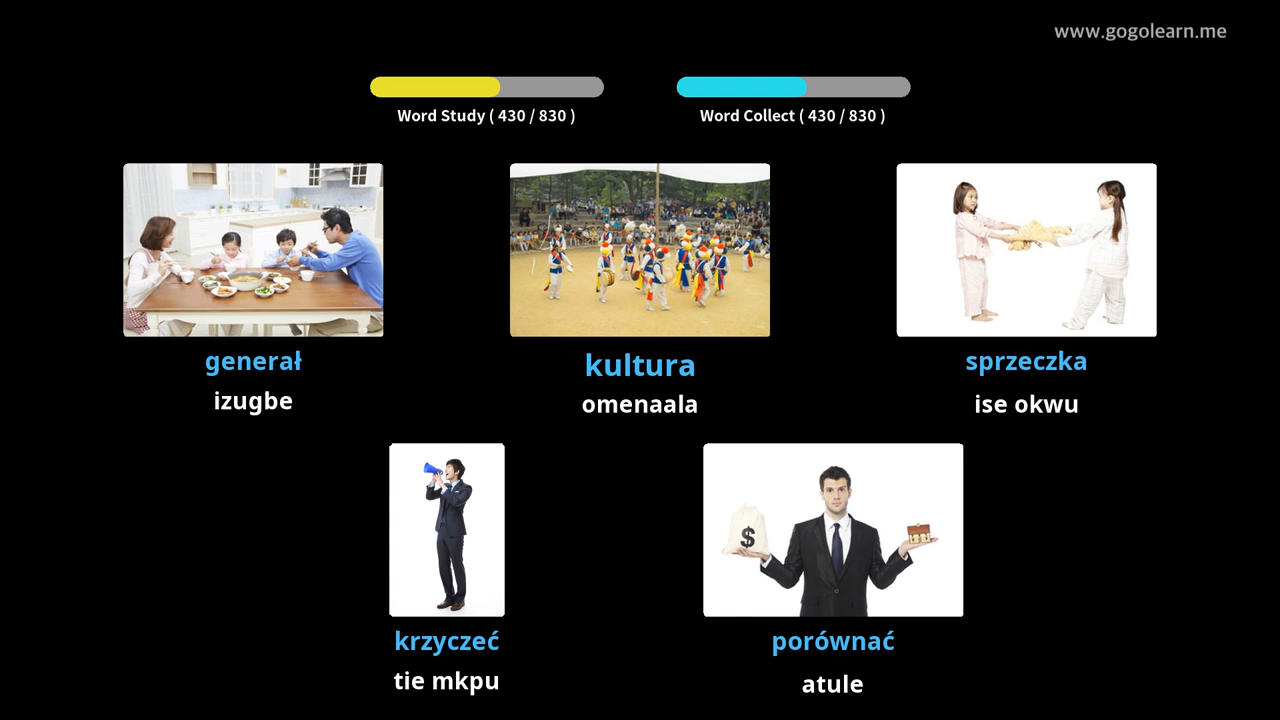 www.gogolearn.me
Word Study ( 430 / 830 )
Word Collect ( 430 / 830 )
generał
izugbe
kultura
omenaala
sprzeczka
ise okwu
$
krzyczeć
tie mkpu
porównać
atule